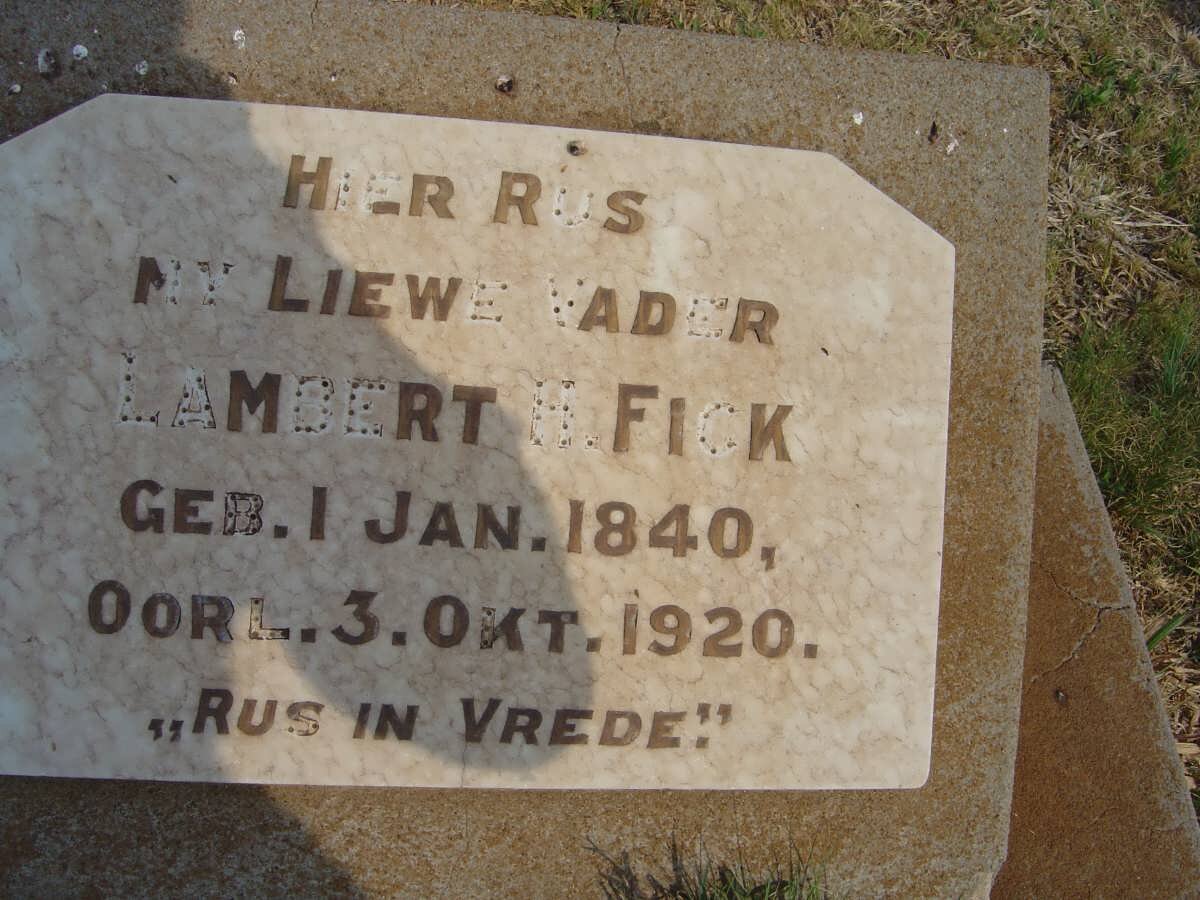 HIER RUS
MY LIEWE VADER
LAMBERT H. FICK
GEB. 1 JAN. 1840,
OORL. 3. OKT. 1920.
„RUS IN VREDE."